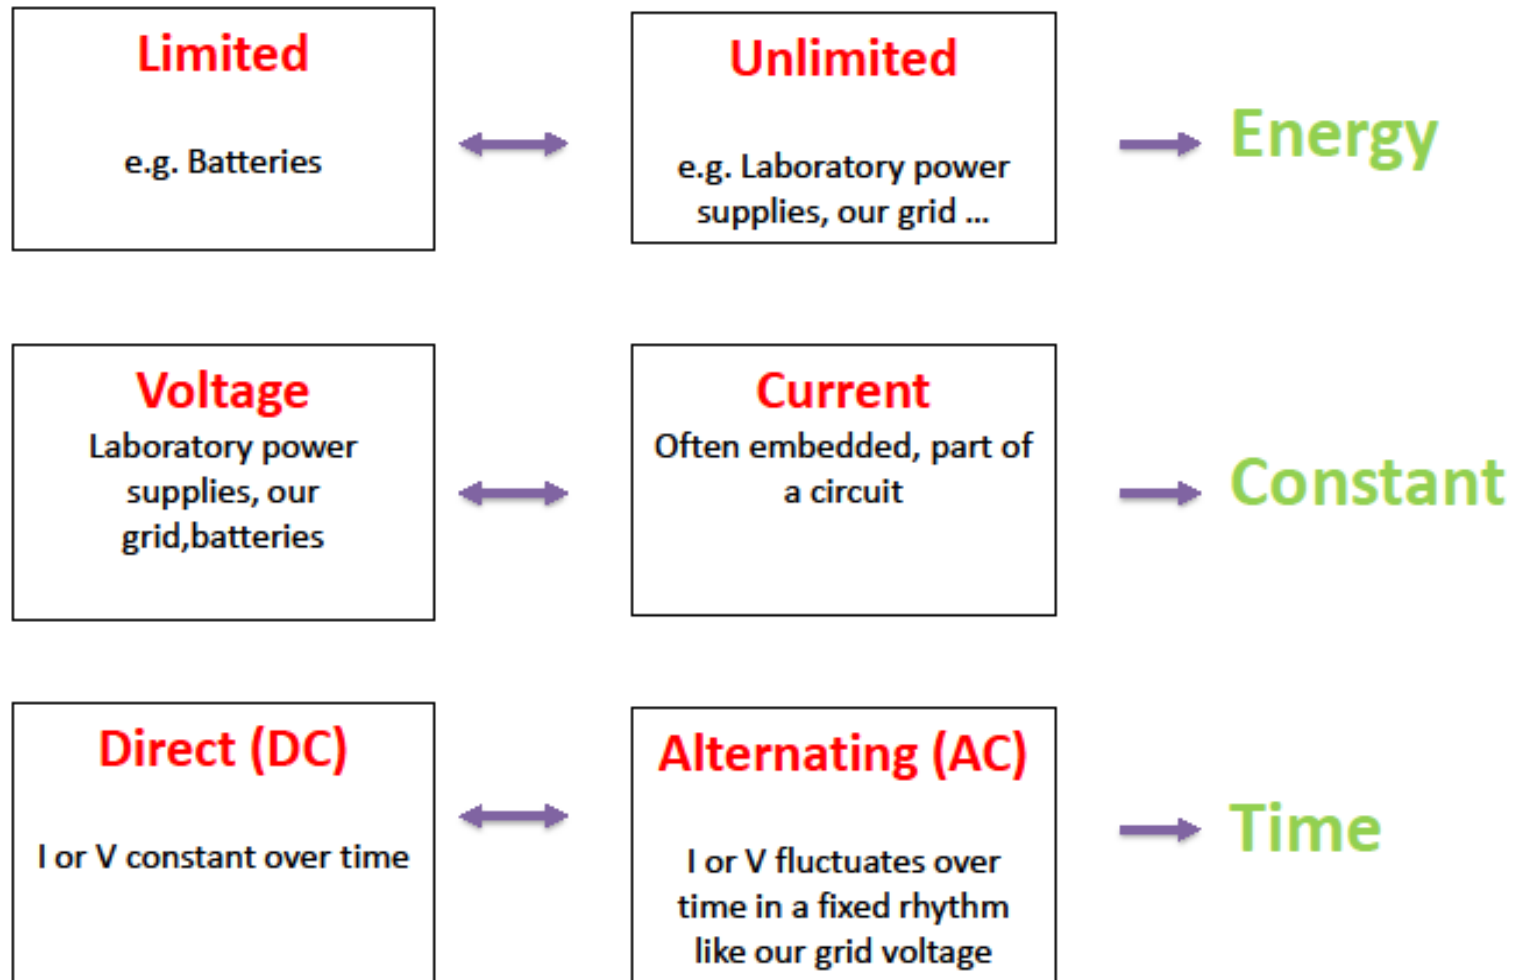 Limited
e.g. Batteries
Unlimited
e.g. Laboratory power
supplies, our grid ...
Energy
Voltage
Laboratory power
supplies, our
grid,batteries
Current
Often embedded, part of
a circuit
Constant
Direct (DC)
I or V constant over time
Alternating (AC)
I or V fluctuates over
time in a fixed rhythm
like our grid voltage
Time